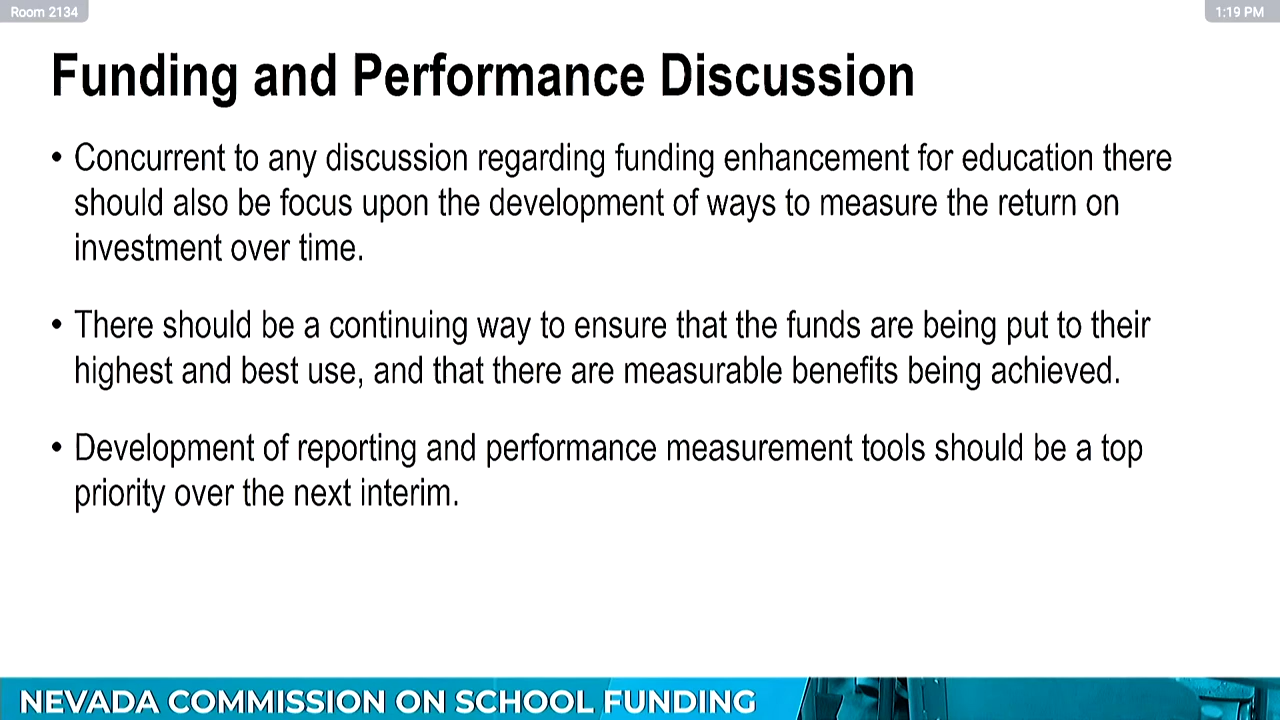 Room 2134
1:19 PM
Funding and Performance Discussion
• Concurrent to any discussion regarding funding enhancement for education there
should also be focus upon the development of ways to measure the return on
investment over time.
• There should be a continuing way to ensure that the funds are being put to their
highest and best use, and that there are measurable benefits being achieved.
• Development of reporting and performance measurement tools should be a top
priority over the next interim.
NEVADA COMMISSION ON SCHOOL FUNDING